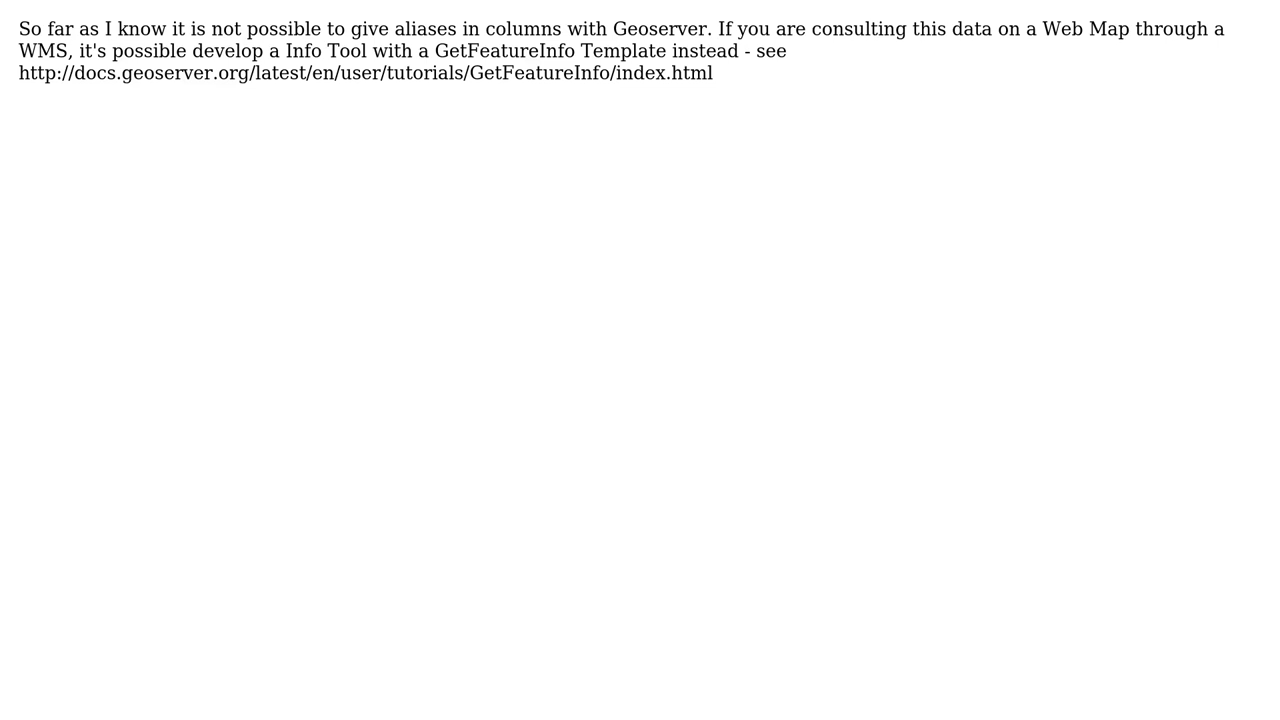 So far as I know it is not possible to give aliases in columns with Geoserver. If you are consulting this data on a Web Map through a
WMS, it's possible develop a Info Tool with a GetFeatureInfo Template instead - see
http://docs.geoserver.org/latest/en/user/tutorials/GetFeatureInfo/index.html